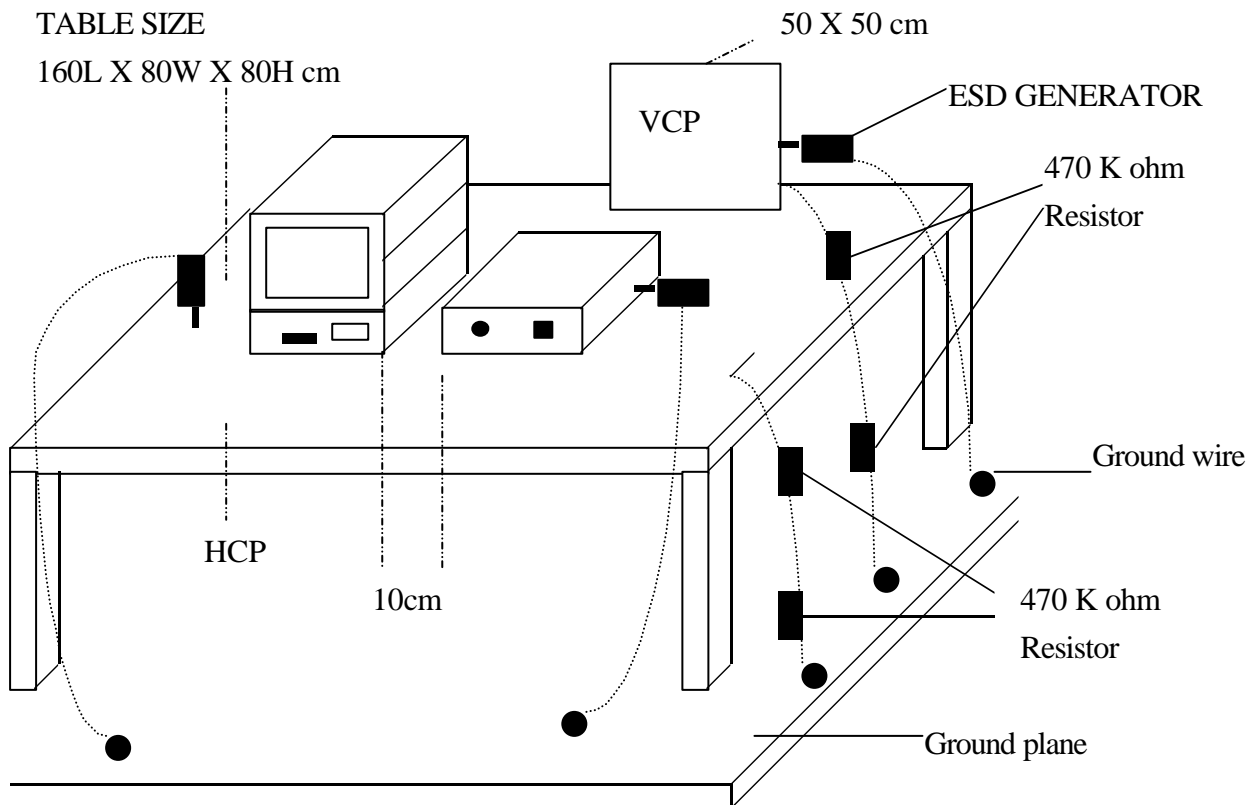 TABLE SIZE
160L X 80W X 80H cm
50 X 50 cm
VCP
ESD GENERATOR
470 K ohm
Resistor
Ground wire
HCP
10cm
470 K ohm
Resistor
Ground plane